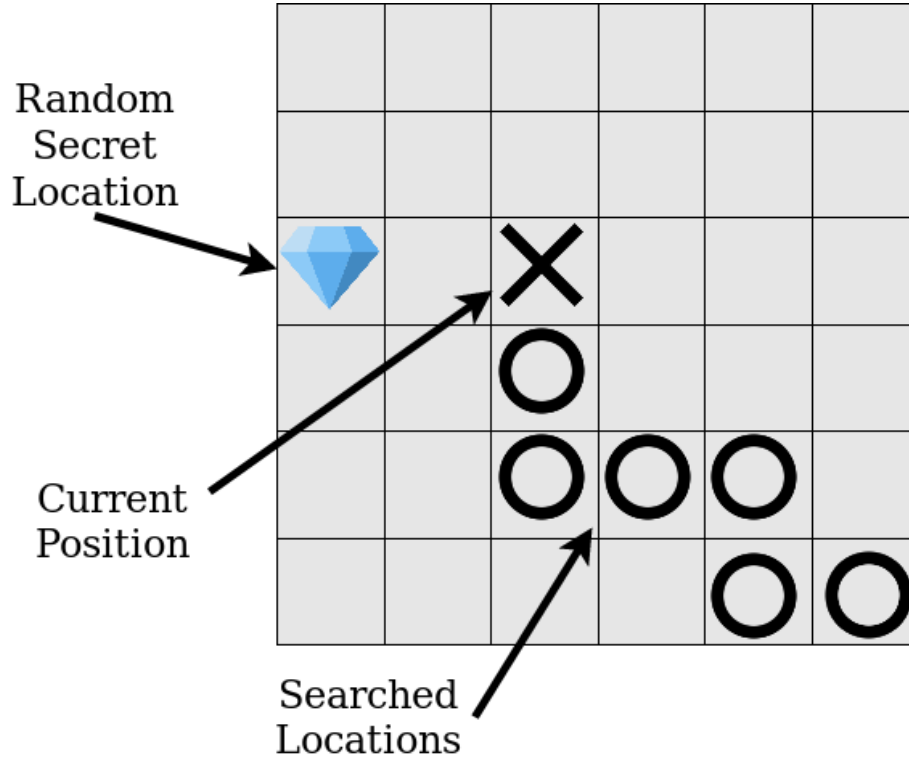 Random
Secret
Location
Current
Position
Searched
Locations